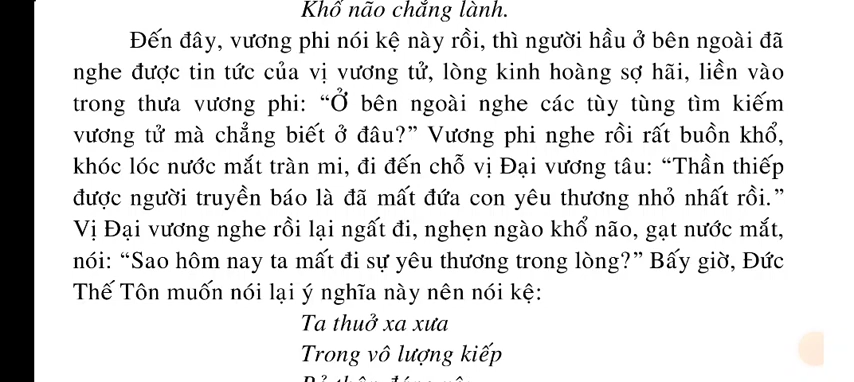 Khổ não chẳng lành.
Đến đây, vương phi nói kệ này rồi, thì người hầu ở bên ngoài đã
nghe được tin tức của vị vương tử, lòng kinh hoàng sợ hãi, liền vào
trong thưa vương phi: “Ở bên ngoài nghe các tùy tùng tìm kiếm
vương tử mà chẳng biết ở đâu?” Vương phi nghe rồi rất buồn khổ,
khóc lóc nước mắt tràn mi, đi đến chỗ vị Đại vương tâu: “Thần thiếp
được người truyền báo là đã mất đứa con yêu thương nhỏ nhất rồi.”
Vị Đại vương nghe rồi lại ngất đi, nghẹn ngào khổ não, gạt nước mắt,
nói: “Sao hôm nay ta mất đi sự yêu thương trong lòng?” Bấy giờ, Đức
Thế Tôn muốn nói lại ý nghĩa này nên nói kệ:
Ta thuở xa xưa
Trong vô lượng kiếp